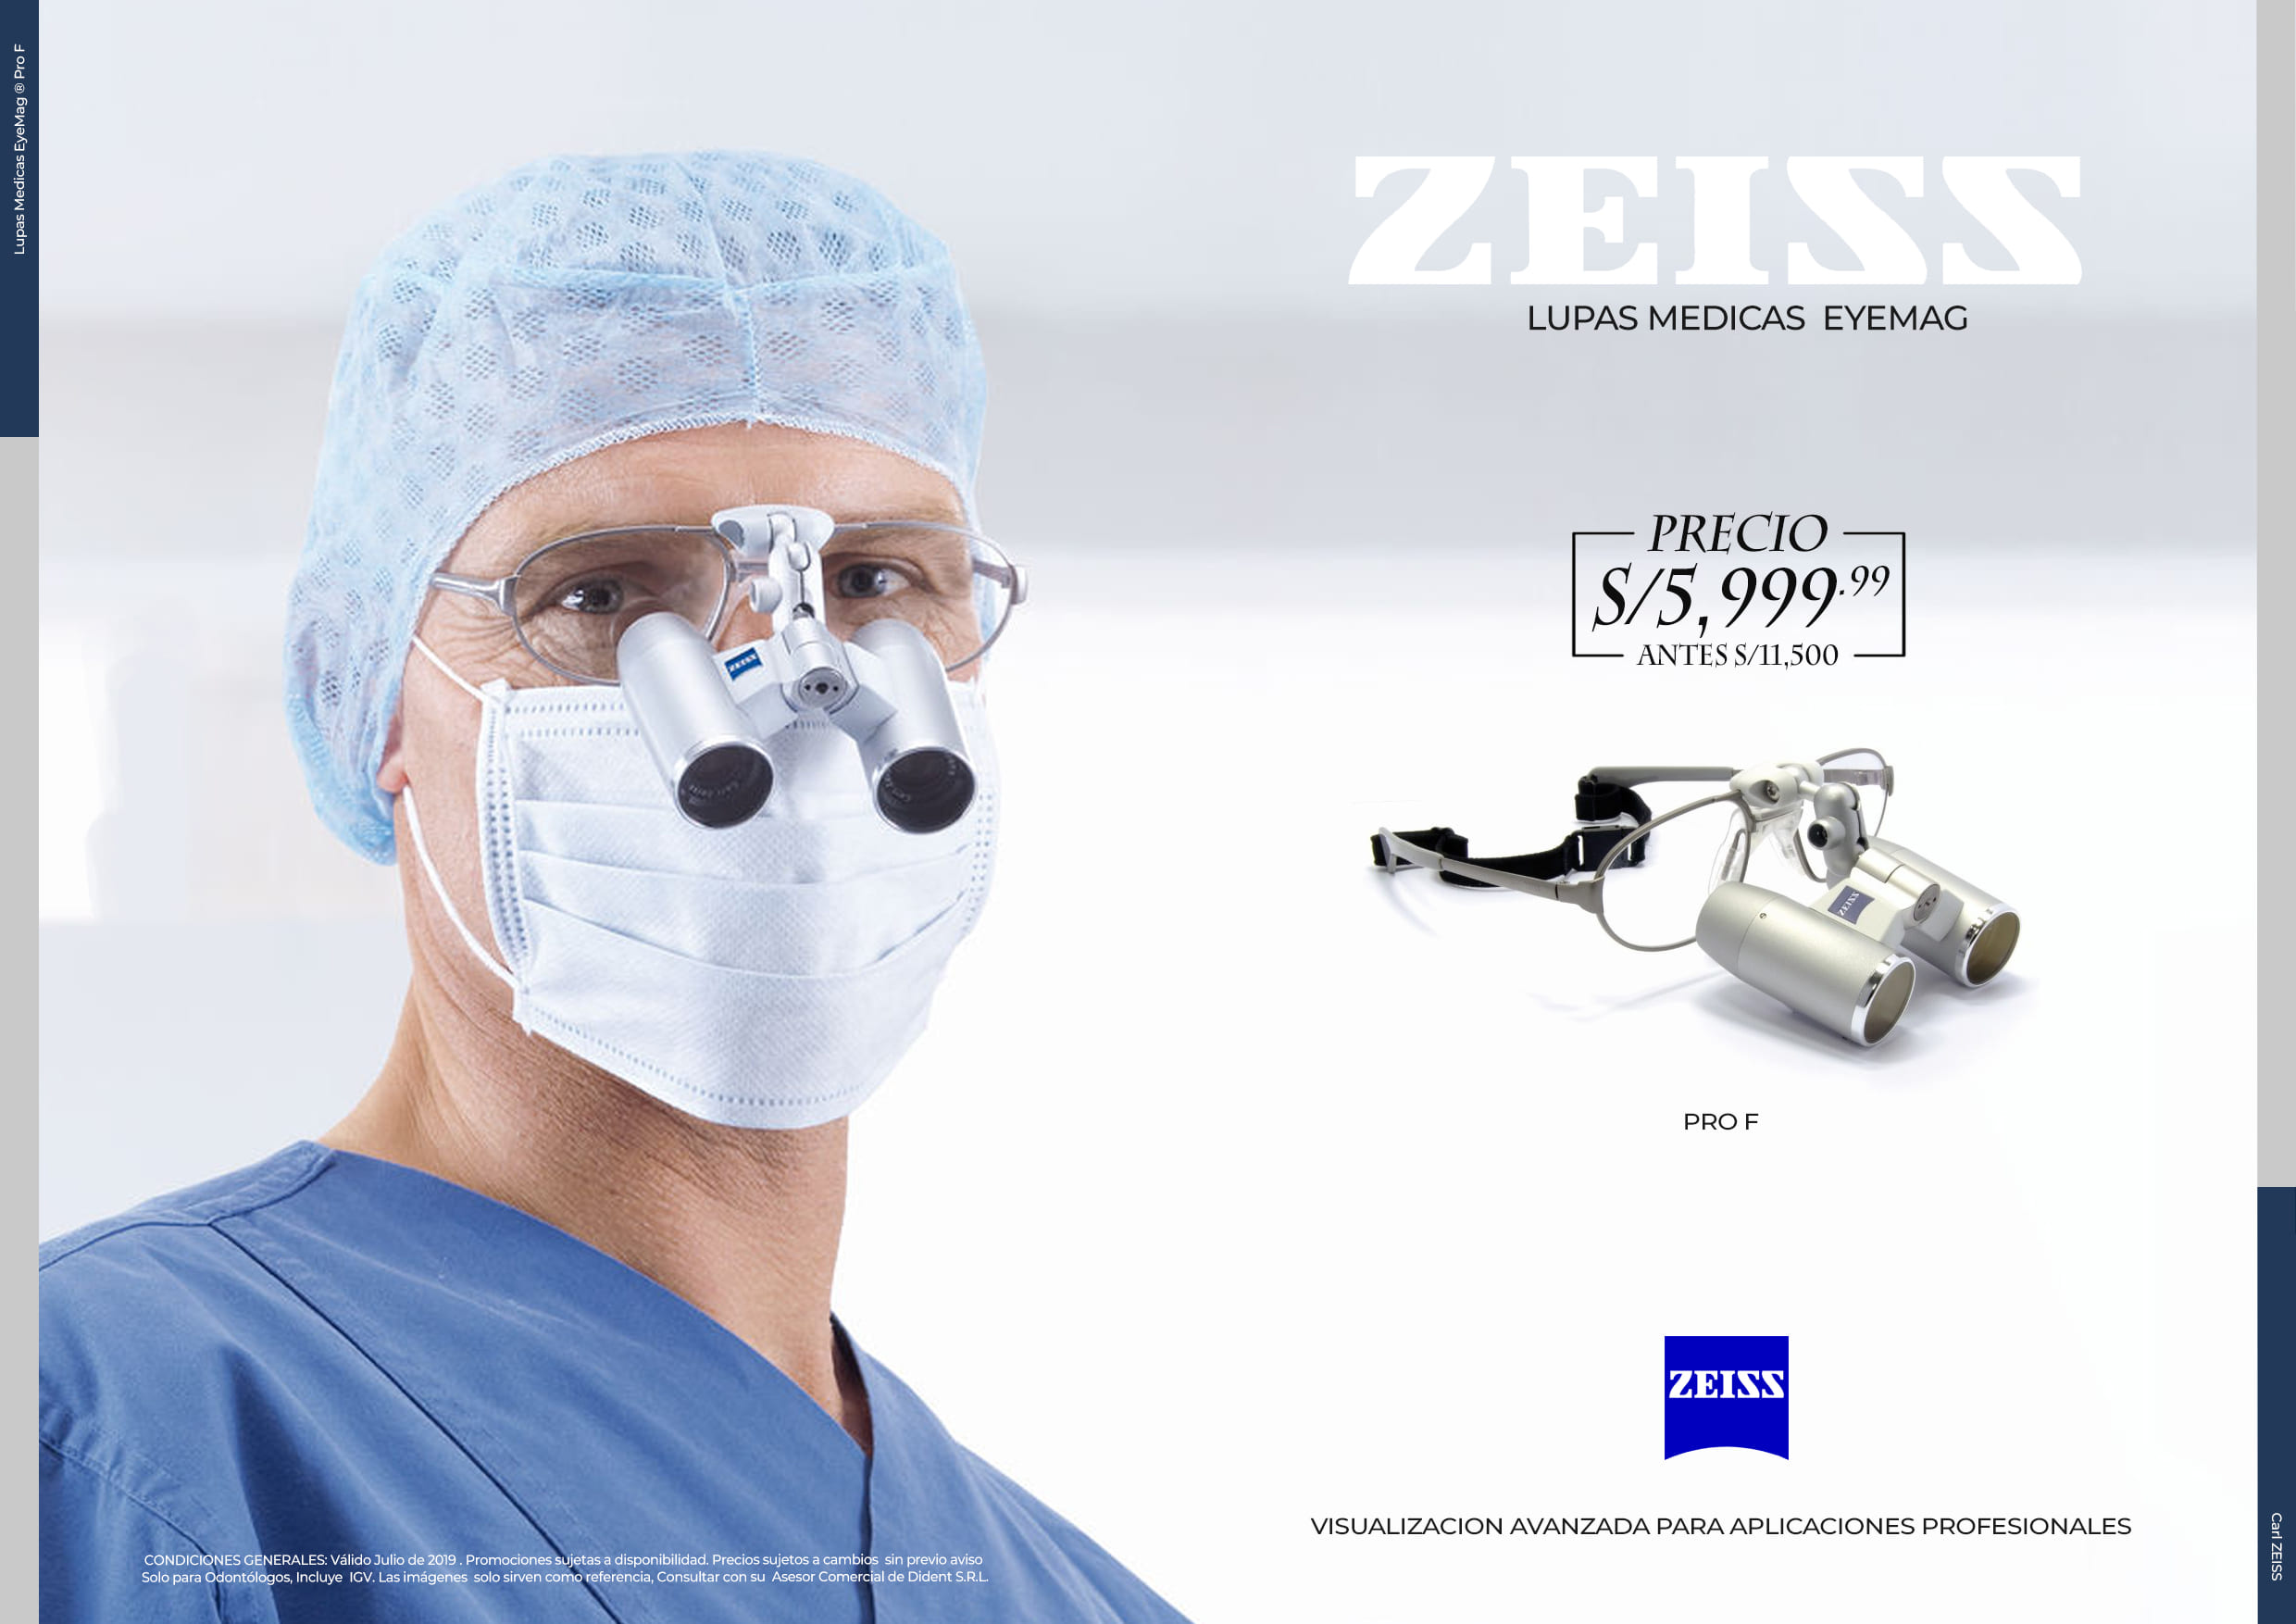 Lupas Medicas EyeMag ® Pro F
ZEISS
LUPAS MEDICAS EYEMAG
PRECIO
S/5,999.99
ANTES S/11,500
ZEISS
ZEISS
PRO F
ZEISS
VISUALIZACION AVANZADA PARA APLICACIONES PROFESIONALES
CONDICIONES GENERALES: Válido Julio de 2019 . Promociones sujetas a disponibilidad. Precios sujetos a cambios sin previo aviso
Solo para Odontólogos, Incluye IGV. Las imágenes solo sirven como referencia, Consultar con su Asesor Comercial de Dident S.R.L.
Carl ZEISS